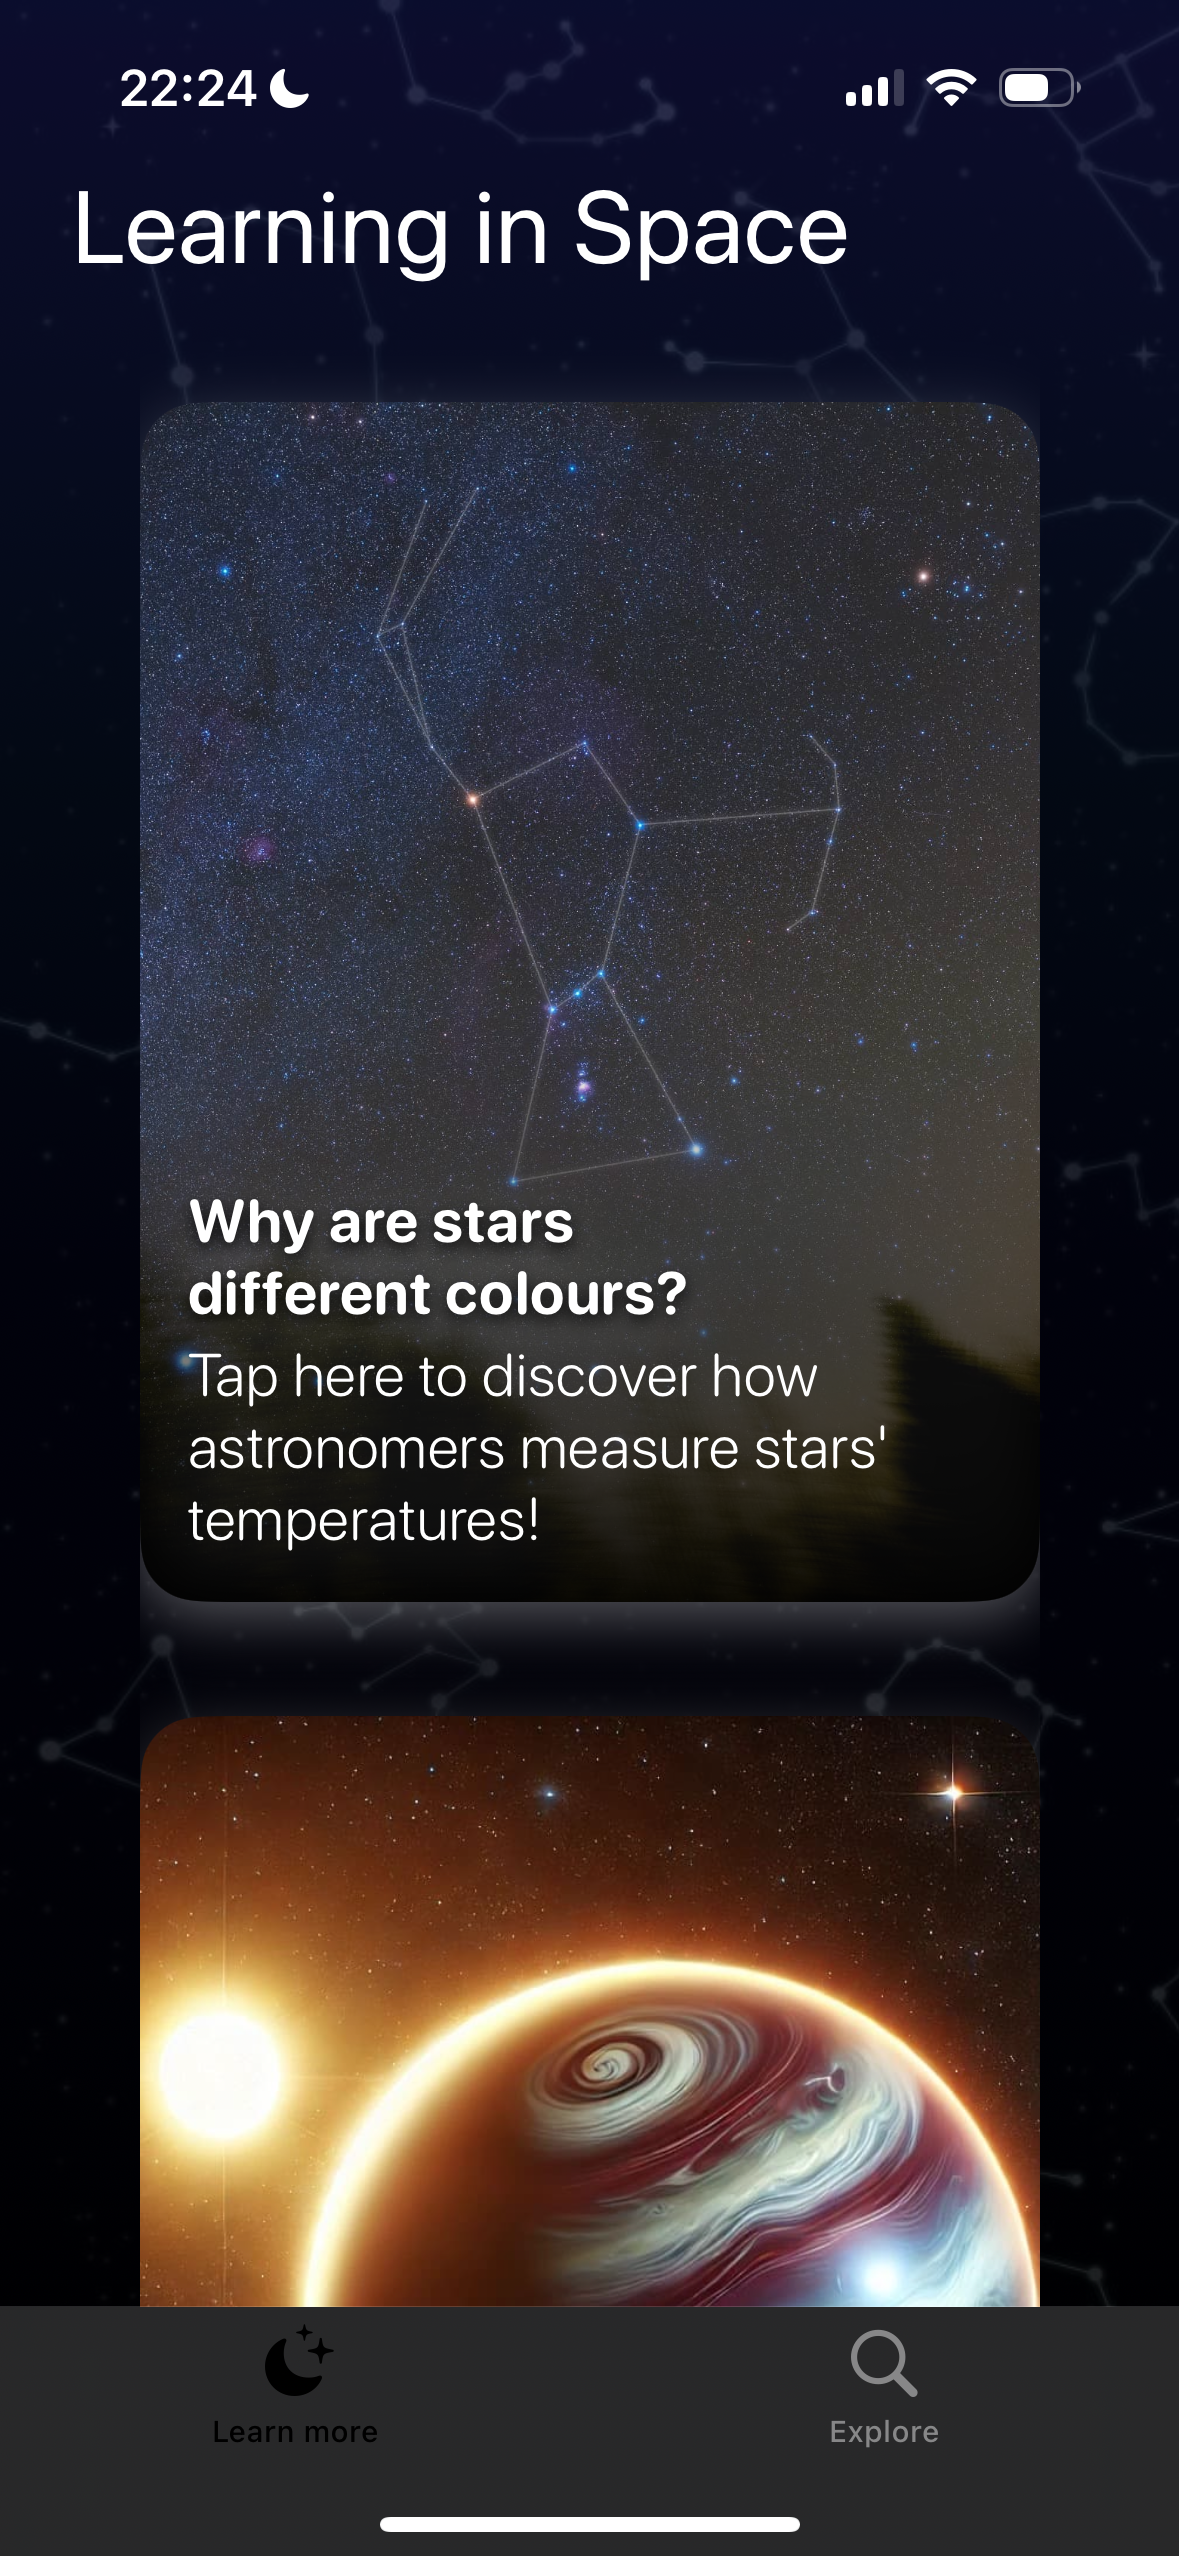 22:24
Learning in Space
Why are stars
different colours?
Tap here to discover how
astronomers measure stars'
temperatures!
Learn more
Explore